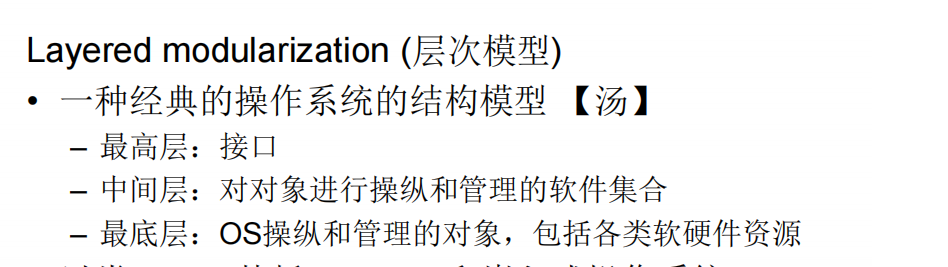 Layered modularization (层次模型)
• 一种经典的操作系统的结构模型 【汤】
– 最高层：接口
– 中间层：对对象进行操纵和管理的软件集合
– 最底层：OS操纵和管理的对象，包括各类软硬件资源